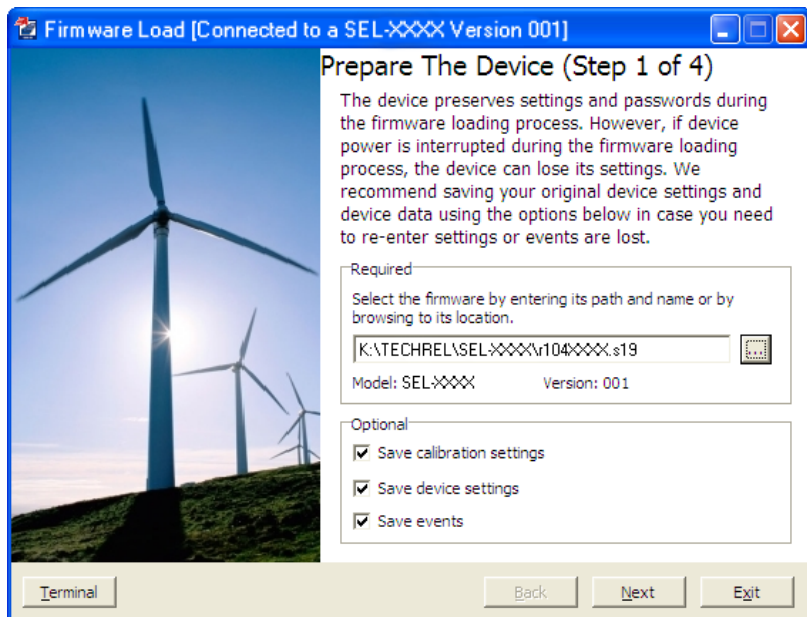 Firmware Load [Connected to a SEL-XXXX Version 001]
Prepare The Device (Step 1 of 4)
The device preserves settings and passwords during
the firmware loading process. However, if device
power is interrupted during the firmware loading
process, the device can lose its settings. We
recommend saving your original device settings and
device data using the options below in case you need
to re-enter settings or events are lost.
Required
Select the firmware by entering its path and name or by
browsing to its location.
K:\TECHREL\SEL-XXXX\r104XXXX.s19
...
Model: SEL-XXXX Version: 001
Optional
Save calibration settings
Save device settings
Save events
Terminal Back Next Exit